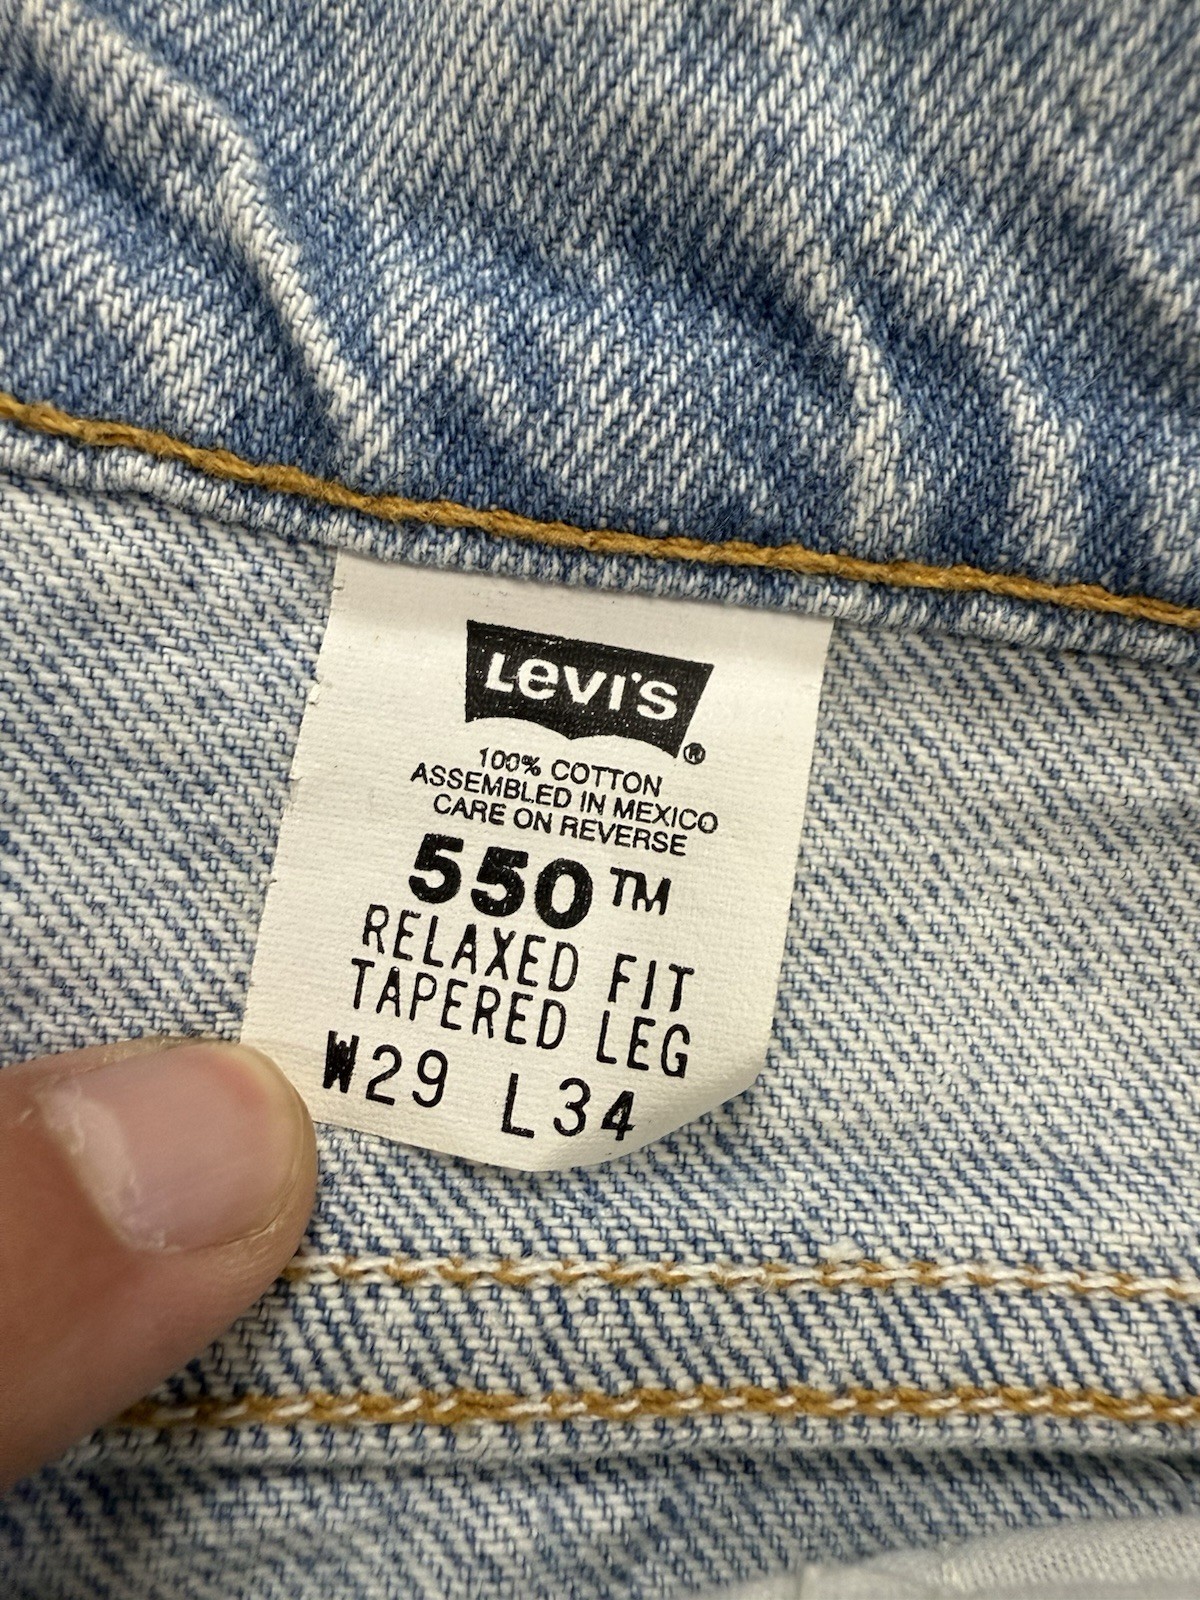 LEVI'S ®
100% COTTON
ASSEMBLED IN MEXICO
CARE ON REVERSE
550™
RELAXED FIT
TAPERED LEG
W29 L34